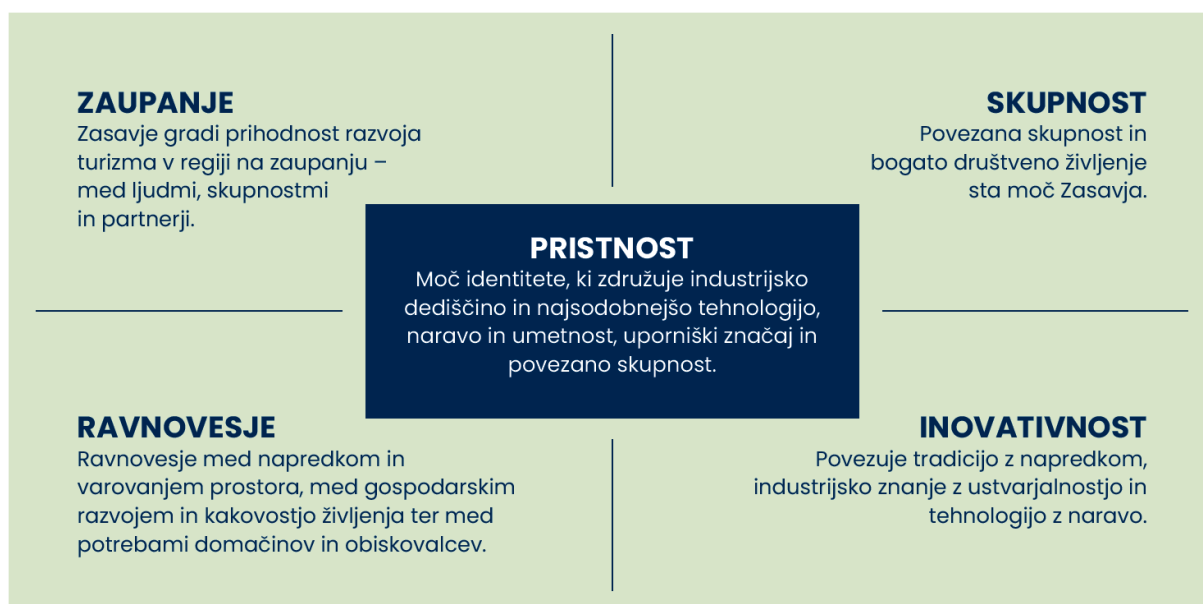 ZAUPANJE
Zasavje gradi prihodnost razvoja
turizma v regiji na zaupanju –
med ljudmi, skupnostmi
in partnerji.
SKUPNOST
Povezana skupnost in
bogato društveno življenje
sta moč Zasavja.
PRISTNOST
Moč identitete, ki združuje industrijsko
dediščino in najsodobnejšo tehnologijo,
naravo in umetnost, uporniški značaj in
povezano skupnost.
RAVNOVESJE
Ravnovesje med napredkom in
varovanjem prostora, med gospodarskim
razvojem in kakovostjo življenja ter med
potrebami domačinov in obiskovalcev.
INOVATIVNOST
Povezuje tradicijo z napredkom,
industrijsko znanje z ustvarjalnostjo in
tehnologijo z naravo.